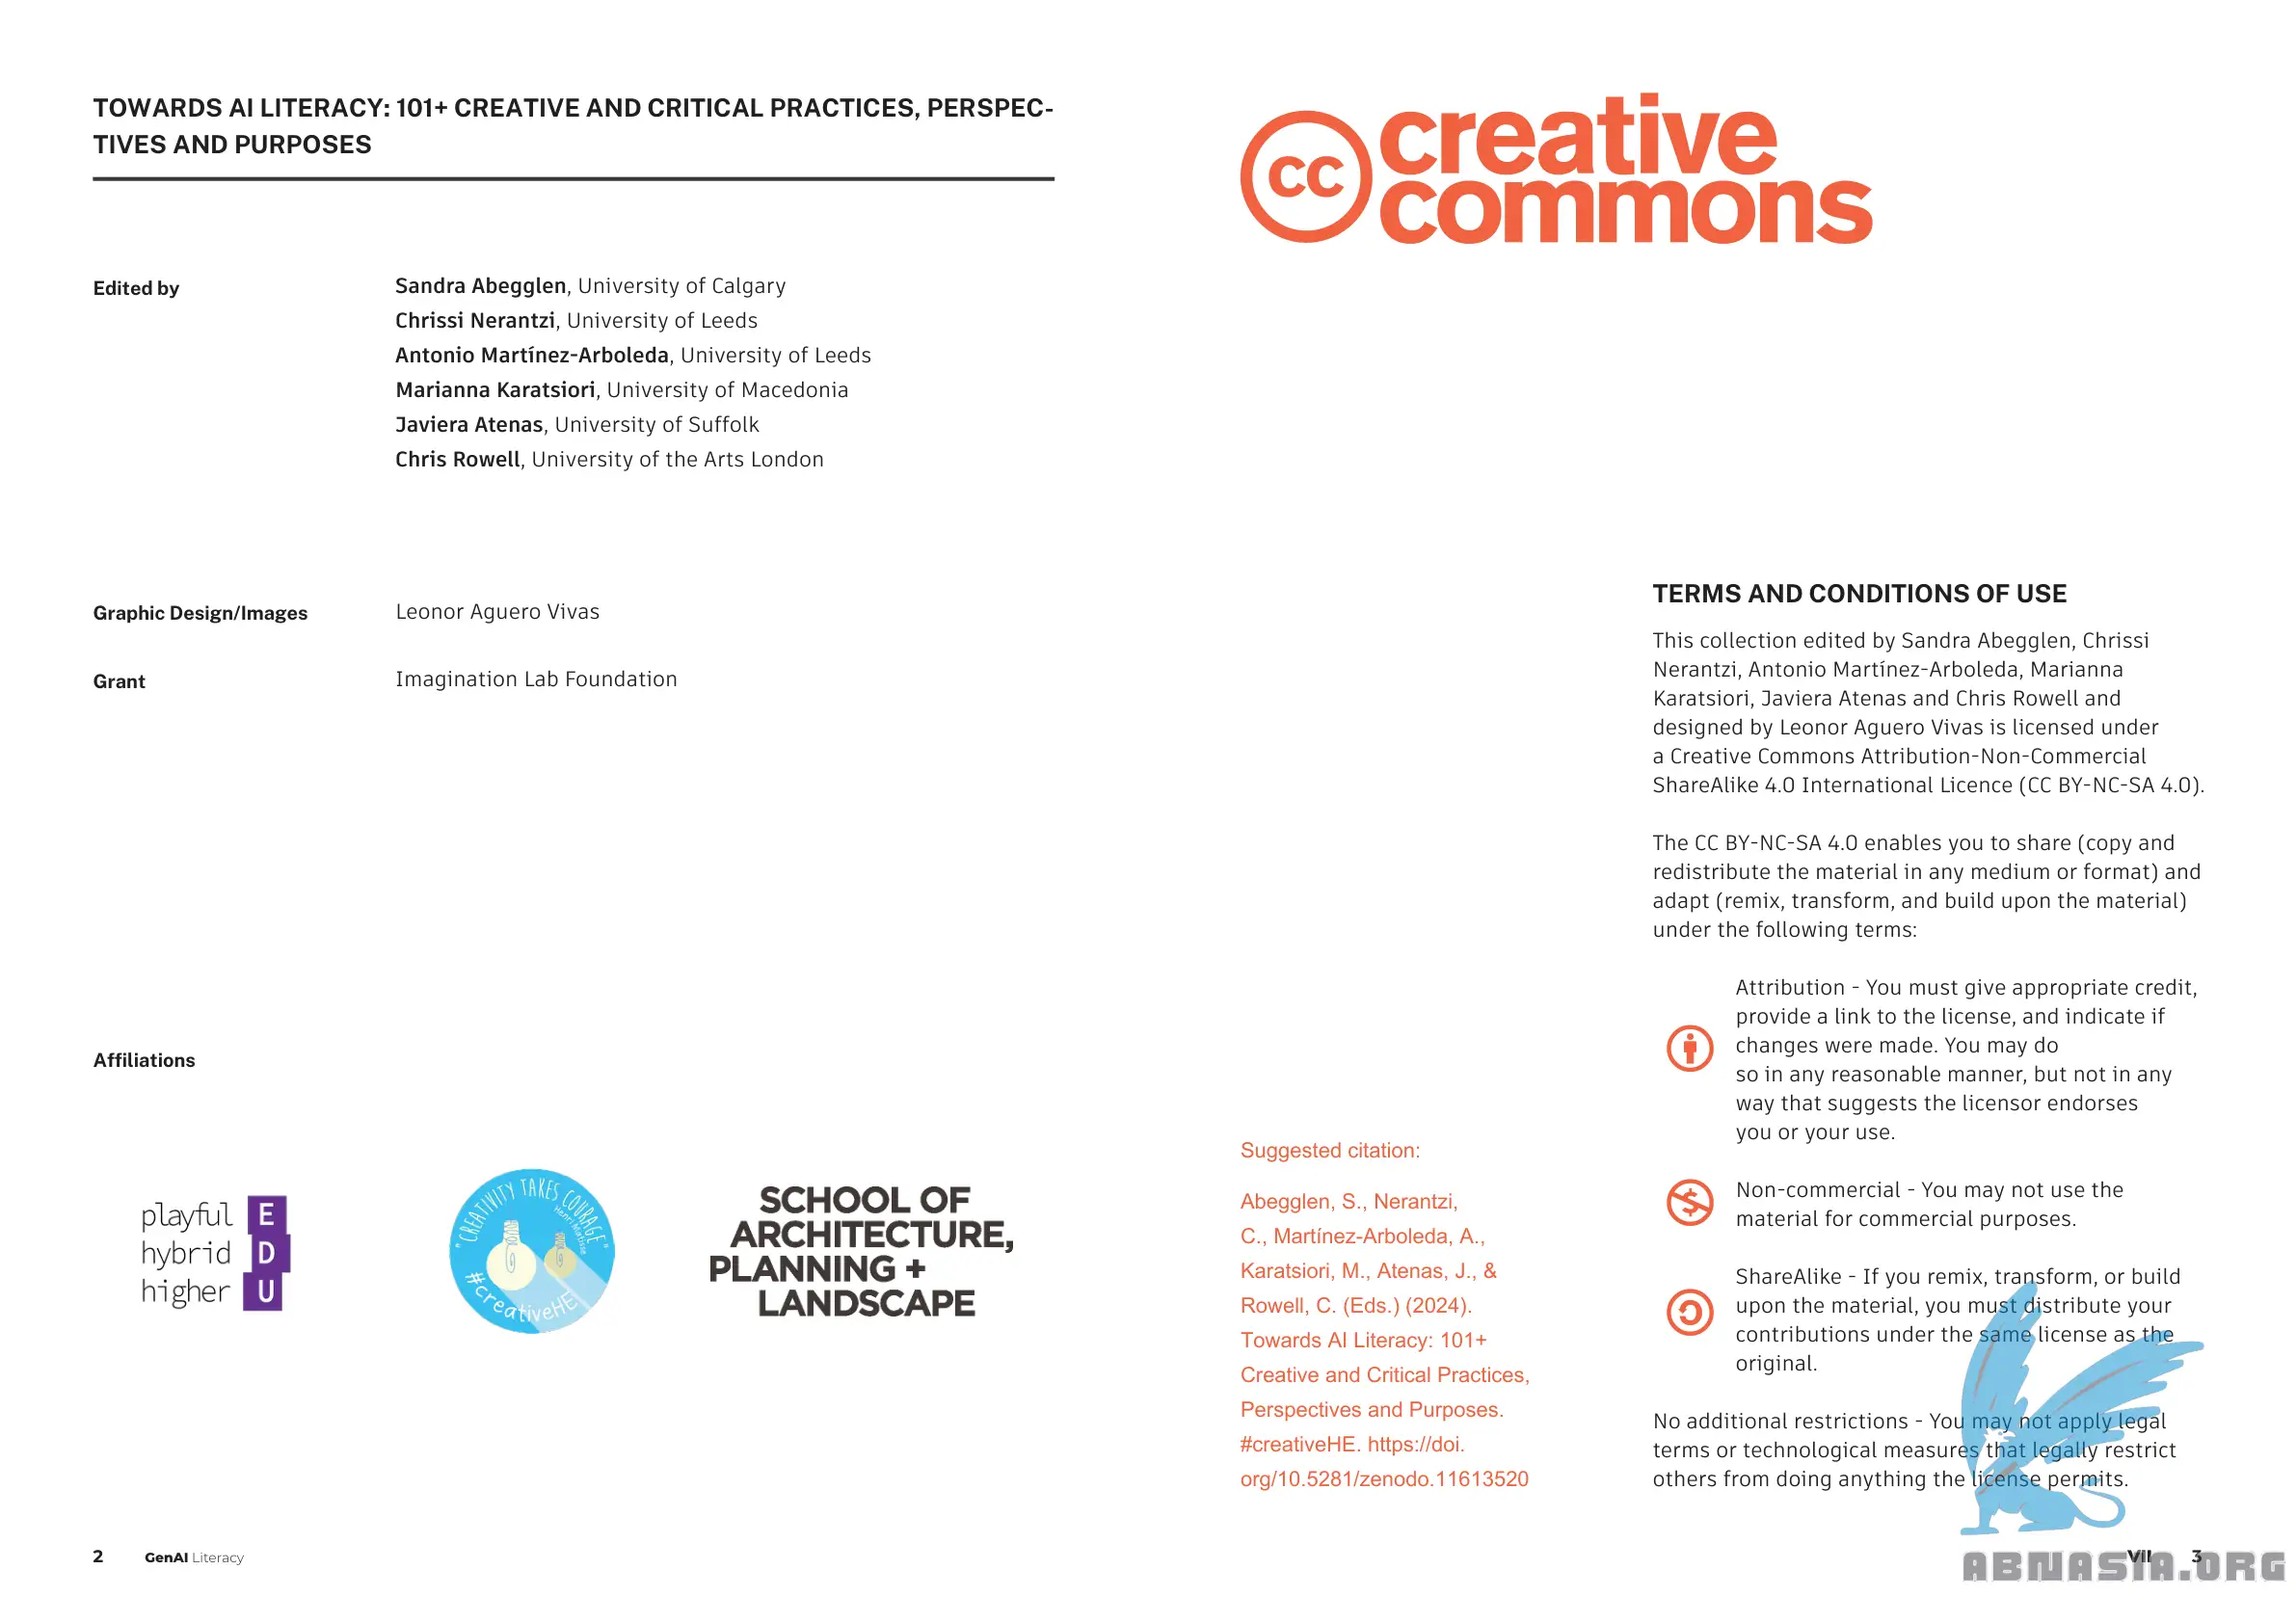 TOWARDS AI LITERACY: 101+ CREATIVE AND CRITICAL PRACTICES, PERSPEC-
TIVES AND PURPOSES
Edited by
Sandra Abegglen, University of Calgary
Chrissi Nerantzi, University of Leeds
Antonio Martínez-Arboleda, University of Leeds
Marianna Karatsiori, University of Macedonia
Javiera Atenas, University of Suffolk
Chris Rowell, University of the Arts London
Graphic Design/Images
Leonor Aguero Vivas
Grant
Imagination Lab Foundation
Affiliations
playful
hybrid
higher
E
D
U
"CREATIVITY TAKES COURAGE"
Henri Matisse
#creativeHE
SCHOOL OF
ARCHITECTURE,
PLANNING +
LANDSCAPE
2 GenAI Literacy
cc creative
commons
Suggested citation:
Abegglen, S., Nerantzi,
C., Martínez-Arboleda, A.,
Karatsiori, M., Atenas, J., &
Rowell, C. (Eds.) (2024).
Towards AI Literacy: 101+
Creative and Critical Practices,
Perspectives and Purposes.
#creativeHE. https://doi.
org/10.5281/zenodo.11613520
TERMS AND CONDITIONS OF USE
This collection edited by Sandra Abegglen, Chrissi
Nerantzi, Antonio Martínez-Arboleda, Marianna
Karatsiori, Javiera Atenas and Chris Rowell and
designed by Leonor Aguero Vivas is licensed under
a Creative Commons Attribution-Non-Commercial
ShareAlike 4.0 International Licence (CC BY-NC-SA 4.0).
The CC BY-NC-SA 4.0 enables you to share (copy and
redistribute the material in any medium or format) and
adapt (remix, transform, and build upon the material)
under the following terms:
Attribution - You must give appropriate credit,
provide a link to the license, and indicate if
changes were made. You may do
so in any reasonable manner, but not in any
way that suggests the licensor endorses
you or your use.
Non-commercial - You may not use the
material for commercial purposes.
ShareAlike - If you remix, transform, or build
upon the material, you must distribute your
contributions under the same license as the
original.
No additional restrictions - You may not apply legal
terms or technological measures that legally restrict
others from doing anything the license permits.
VII 3
ABNASIA.ORG